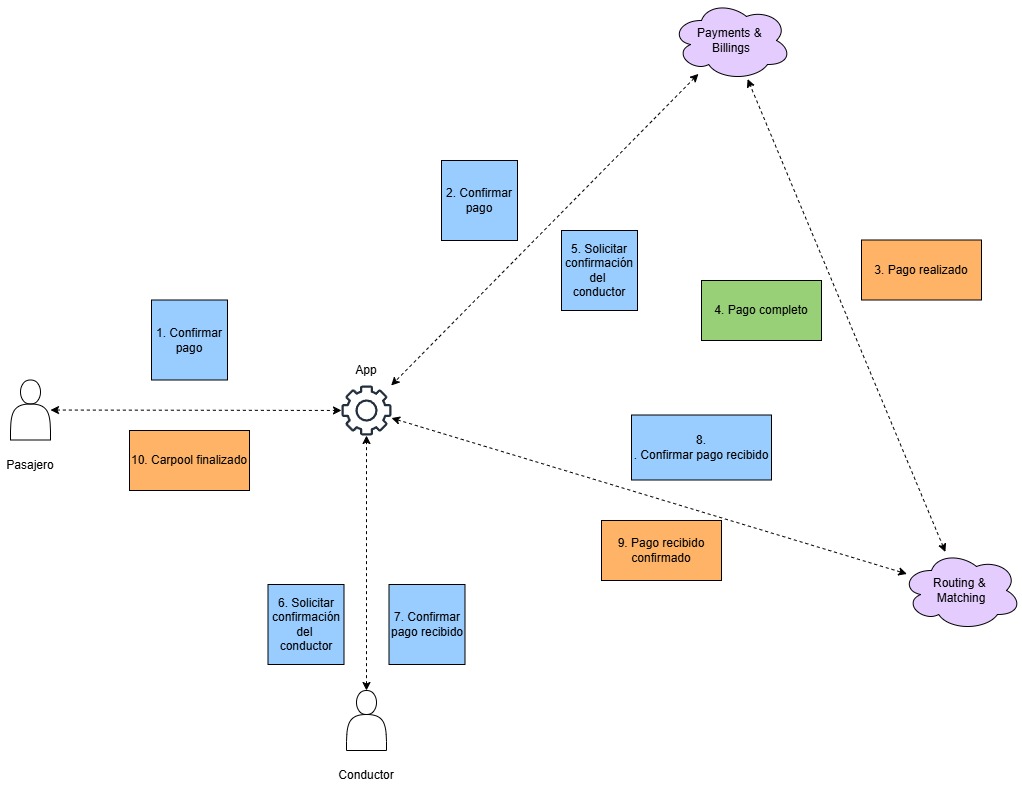 Payments &
Billings
2. Confirmar
pago
5. Solicitar
confirmación
del
conductor
3. Pago realizado
4. Pago completo
1. Confirmar
pago
App
Pasajero
10. Carpool finalizado
8.
. Confirmar pago recibido
9. Pago recibido
confirmado
Routing &
Matching
6. Solicitar
confirmación
del
conductor
7. Confirmar
pago recibido
Conductor